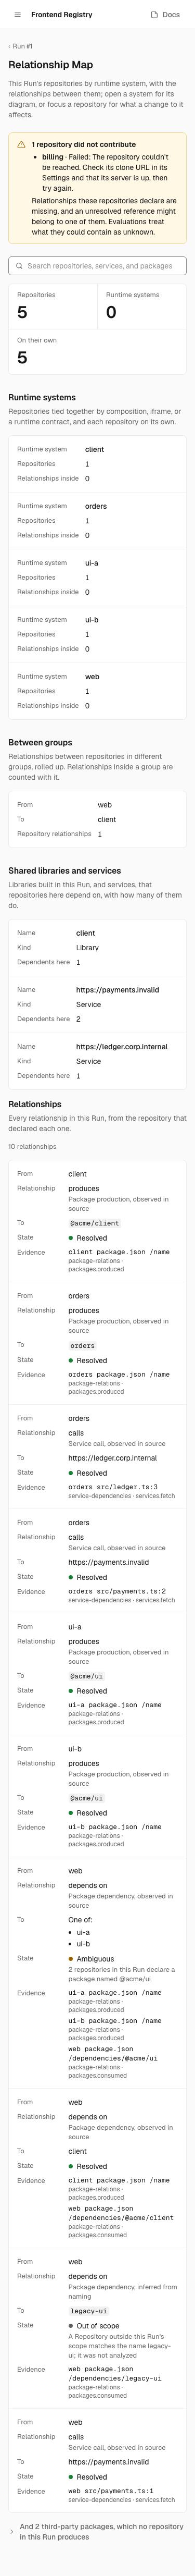 Frontend Registry
Docs
‹ Run #1
Relationship Map
This Run's repositories by runtime system, with the
relationships between them; open a system for its
diagram, or focus a repository for what a change to it
affects.
1 repository did not contribute
• billing · Failed: The repository couldn't
be reached. Check its clone URL in its
Settings and that its server is up, then
try again.
Relationships these repositories declare are
missing, and an unresolved reference might
belong to one of them. Evaluations treat
what they could contain as unknown.
Search repositories, services, and packages
Repositories
5
Runtime systems
0
On their own
5
Runtime systems
Repositories tied together by composition, iframe, or
a runtime contract, and each repository on its own.
Runtime system client
Repositories 1
Relationships inside 0
Runtime system orders
Repositories 1
Relationships inside 0
Runtime system ui-a
Repositories 1
Relationships inside 0
Runtime system ui-b
Repositories 1
Relationships inside 0
Runtime system web
Repositories 1
Relationships inside 0
Between groups
Relationships between repositories in different
groups, rolled up. Relationships inside a group are
counted with it.
From web
To client
Repository relationships 1
Shared libraries and services
Libraries built in this Run, and services, that
repositories here depend on, with how many of them
do.
Name client
Kind Library
Dependents here 1
Name https://payments.invalid
Kind Service
Dependents here 2
Name https://ledger.corp.internal
Kind Service
Dependents here 1
Relationships
Every relationship in this Run, from the repository that
declared each one.
10 relationships
From client
Relationship produces
Package production, observed in
source
To @acme/client
State Resolved
Evidence client package.json /name
package-relations ·
packages.produced
From orders
Relationship produces
Package production, observed in
source
To orders
State Resolved
Evidence orders package.json /name
package-relations ·
packages.produced
From orders
Relationship calls
Service call, observed in source
To https://ledger.corp.internal
State Resolved
Evidence orders src/ledger.ts:3
service-dependencies · services.fetch
From orders
Relationship calls
Service call, observed in source
To https://payments.invalid
State Resolved
Evidence orders src/payments.ts:2
service-dependencies · services.fetch
From ui-a
Relationship produces
Package production, observed in
source
To @acme/ui
State Resolved
Evidence ui-a package.json /name
package-relations ·
packages.produced
From ui-b
Relationship produces
Package production, observed in
source
To @acme/ui
State Resolved
Evidence ui-b package.json /name
package-relations ·
packages.produced
From web
Relationship depends on
Package dependency, observed in
source
To One of:
• ui-a
• ui-b
State Ambiguous
2 repositories in this Run declare a
package named @acme/ui
Evidence ui-a package.json /name
package-relations ·
packages.produced
ui-b package.json /name
package-relations ·
packages.produced
web package.json
/dependencies/@acme/ui
package-relations ·
packages.consumed
From web
Relationship depends on
Package dependency, observed in
source
To client
State Resolved
Evidence client package.json /name
package-relations ·
packages.produced
web package.json
/dependencies/@acme/client
package-relations ·
packages.consumed
From web
Relationship depends on
Package dependency, inferred from
naming
To legacy-ui
State Out of scope
A Repository outside this Run's
scope matches the name legacy-
ui; it was not analyzed
Evidence web package.json
/dependencies/legacy-ui
package-relations ·
packages.consumed
From web
Relationship calls
Service call, observed in source
To https://payments.invalid
State Resolved
Evidence web src/payments.ts:1
service-dependencies · services.fetch
And 2 third-party packages, which no repository
in this Run produces